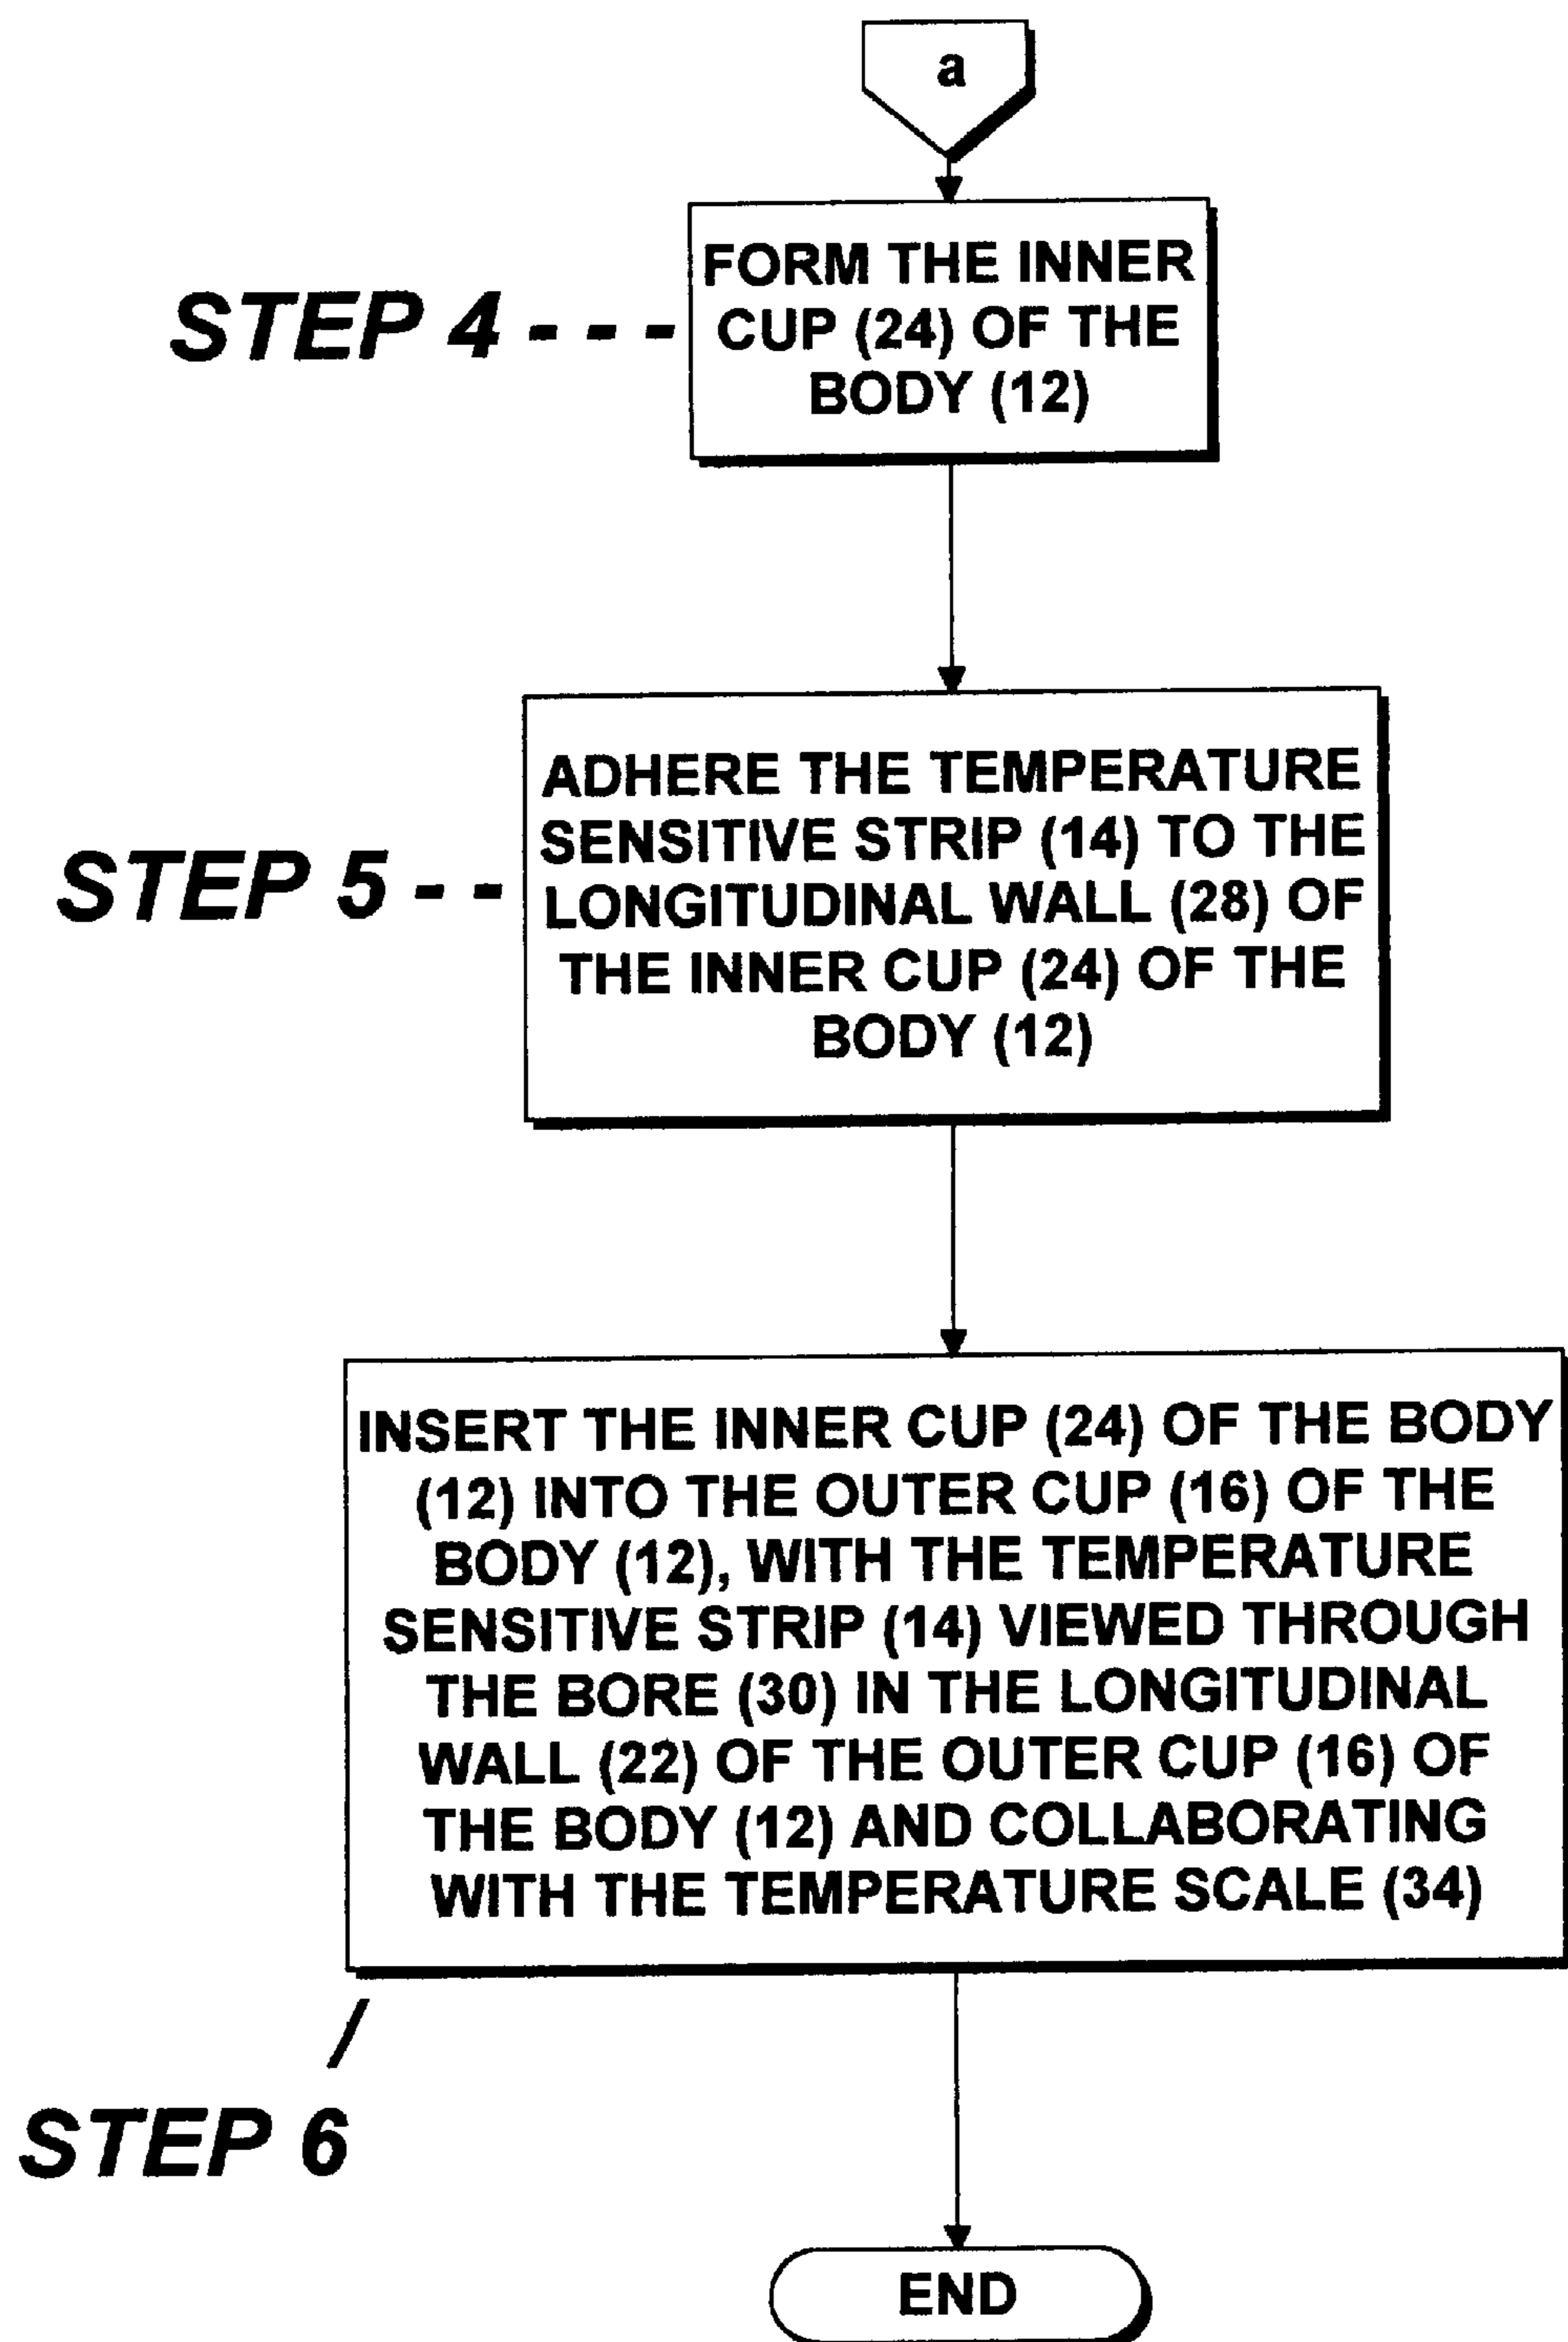 a
FORM THE INNER
STEP 4 - - -
CUP (24) OF THE
BODY (12)
ADHERE THE TEMPERATURE
SENSITIVE STRIP (14) TO THE
STEP 5 - -
LONGITUDINAL WALL (28) OF
THE INNER CUP (24) OF THE
BODY (12)
INSERT THE INNER CUP (24) OF THE BODY
(12) INTO THE OUTER CUP (16) OF THE
BODY (12), WITH THE TEMPERATURE
SENSITIVE STRIP (14) VIEWED THROUGH
THE BORE (30) IN THE LONGITUDINAL
WALL (22) OF THE OUTER CUP (16) OF
THE BODY (12) AND COLLABORATING
WITH THE TEMPERATURE SCALE (34)
STEP 6
END